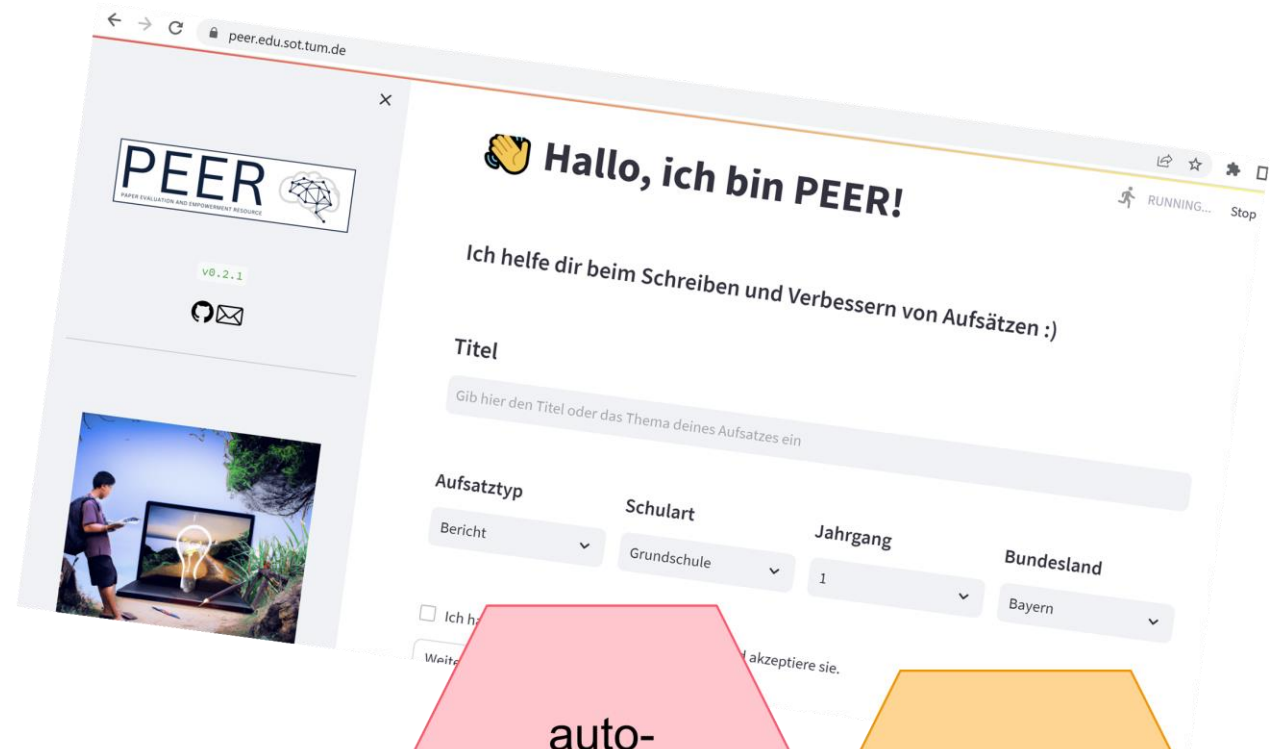 peer.edu.sot.tum.de
PEER
PAPER EVALUATION AND EMPOWERMENT RESOURCE
v0.2.1
👋 Hallo, ich bin PEER!
RUNNING... Stop
Ich helfe dir beim Schreiben und Verbessern von Aufsätzen :)
Titel
Gib hier den Titel oder das Thema deines Aufsatzes ein
Aufsatztyp Schulart Jahrgang Bundesland
Bericht Grundschule 1 Bayern
Ich akzeptiere sie.
auto-